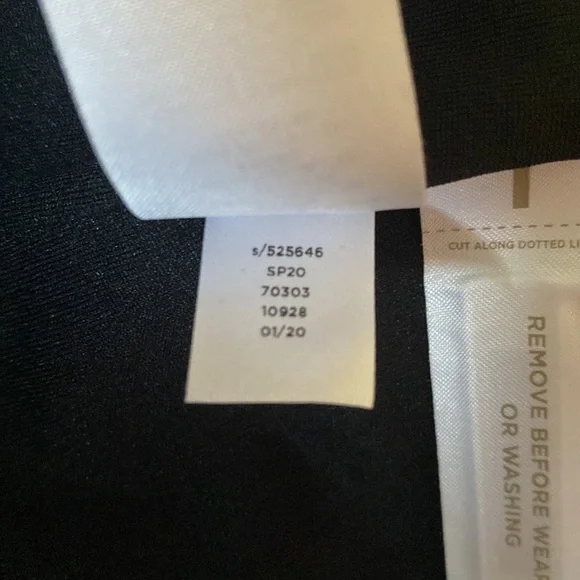 s/525646
SP20
70303
10928
01/20
CUT ALONG DOTTED
REMOVE BEFORE
OR WASHING